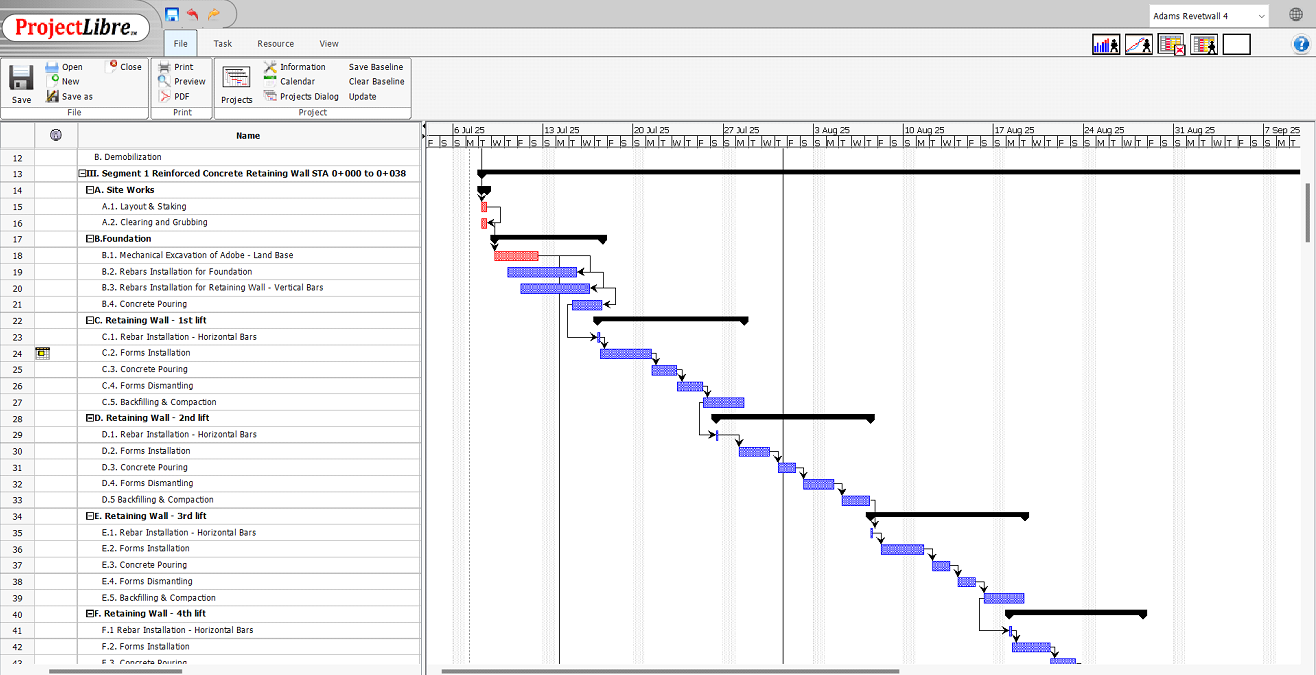 ProjectLibre™
Adams Revetwall 4
File Task Resource View
Save
Open
New
Save as
Close
File
Print
Preview
PDF
Print
Projects
Information
Calendar
Projects Dialog
Save Baseline
Clear Baseline
Update
Project
Name
6 Jul 25 13 Jul 25 20 Jul 25 27 Jul 25 3 Aug 25 10 Aug 25 17 Aug 25 24 Aug 25 31 Aug 25 7 Sep 25
F S S M T W T F S S M T W T F S S M T W T F S S M T W T F S S M T W T F S S M T W T F S S M T W T F S S M T W T F S S M T W T F S S M T
12 B. Demobilization
13 III. Segment 1 Reinforced Concrete Retaining Wall STA 0+000 to 0+038
14 A. Site Works
15 A.1. Layout & Staking
16 A.2. Clearing and Grubbing
17 B.Foundation
18 B.1. Mechanical Excavation of Adobe - Land Base
19 B.2. Rebars Installation for Foundation
20 B.3. Rebars Installation for Retaining Wall - Vertical Bars
21 B.4. Concrete Pouring
22 C. Retaining Wall - 1st lift
23 C.1. Rebar Installation - Horizontal Bars
24 C.2. Forms Installation
25 C.3. Concrete Pouring
26 C.4. Forms Dismantling
27 C.5. Backfilling & Compaction
28 D. Retaining Wall - 2nd lift
29 D.1. Rebar Installation - Horizontal Bars
30 D.2. Forms Installation
31 D.3. Concrete Pouring
32 D.4. Forms Dismantling
33 D.5 Backfilling & Compaction
34 E. Retaining Wall - 3rd lift
35 E.1. Rebar Installation - Horizontal Bars
36 E.2. Forms Installation
37 E.3. Concrete Pouring
38 E.4. Forms Dismantling
39 E.5. Backfilling & Compaction
40 F. Retaining Wall - 4th lift
41 F.1 Rebar Installation - Horizontal Bars
42 F.2. Forms Installation
43 F.3. Concrete Pouring